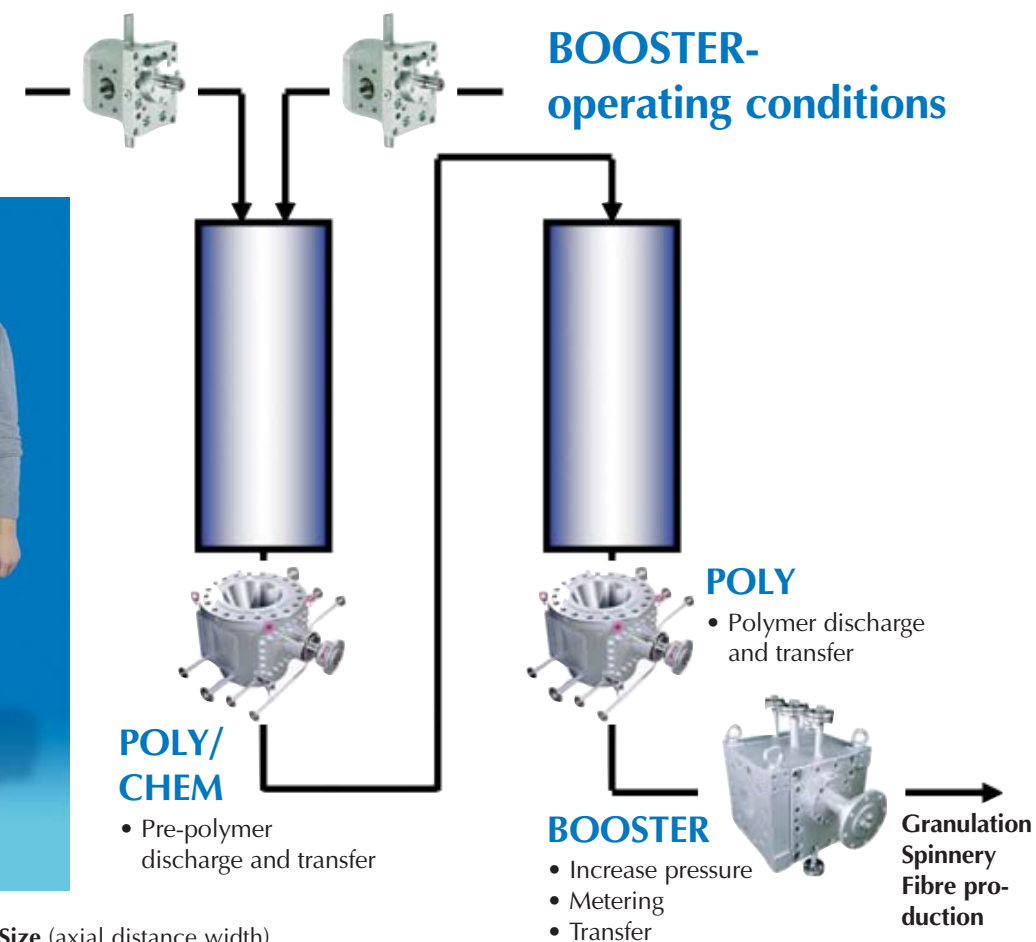 BOOSTER-
operating conditions
POLY
• Polymer discharge
and transfer
POLY/
CHEM
• Pre-polymer
discharge and transfer
BOOSTER
• Increase pressure
• Metering
• Transfer
Granulation
Spinnery
Fibre pro-
duction
Size (axial distance width)